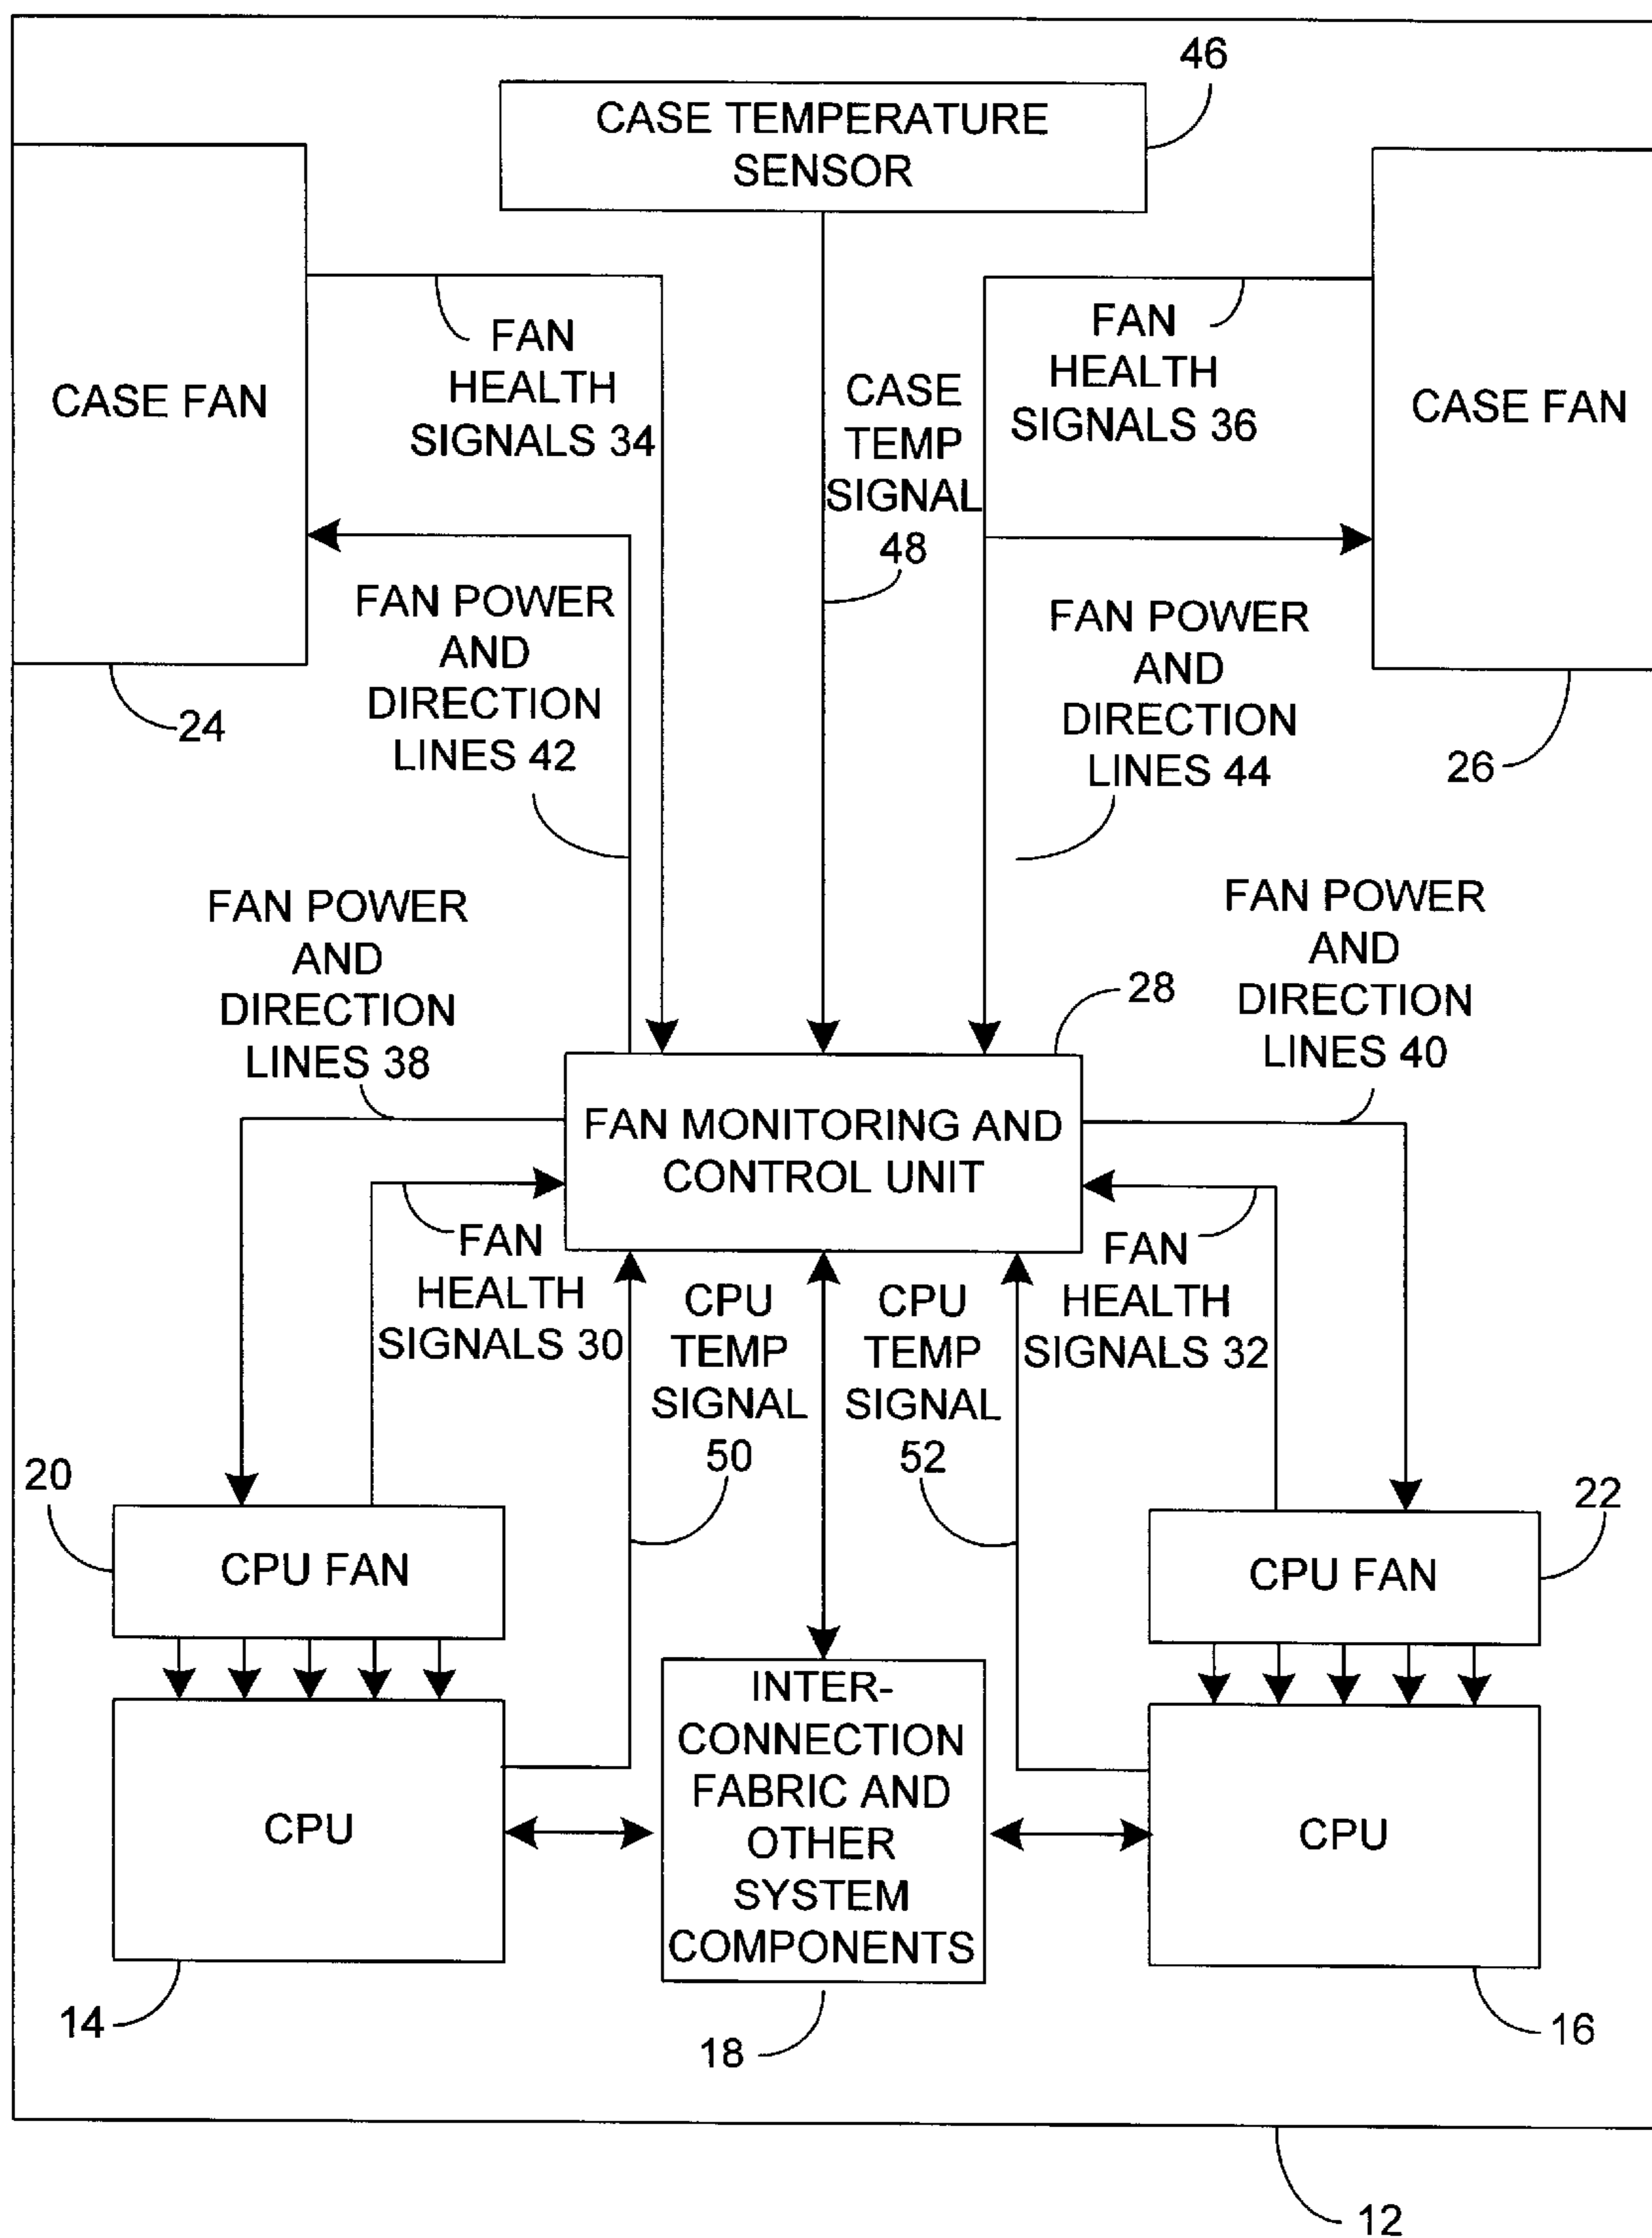 46
CASE TEMPERATURE
SENSOR
CASE FAN
24
FAN
HEALTH
SIGNALS 34
CASE
TEMP
SIGNAL
48
FAN
HEALTH
SIGNALS 36
CASE FAN
26
FAN POWER
AND
DIRECTION
LINES 42
FAN POWER
AND
DIRECTION
LINES 44
FAN POWER
AND
DIRECTION
LINES 38
28
FAN POWER
AND
DIRECTION
LINES 40
FAN MONITORING AND
CONTROL UNIT
FAN
HEALTH
SIGNALS 30
CPU
TEMP
SIGNAL
50
CPU
TEMP
SIGNAL
52
FAN
HEALTH
SIGNALS 32
20
CPU FAN
22
CPU FAN
CPU
14
INTER-
CONNECTION
FABRIC AND
OTHER
SYSTEM
COMPONENTS
18
CPU
16
12